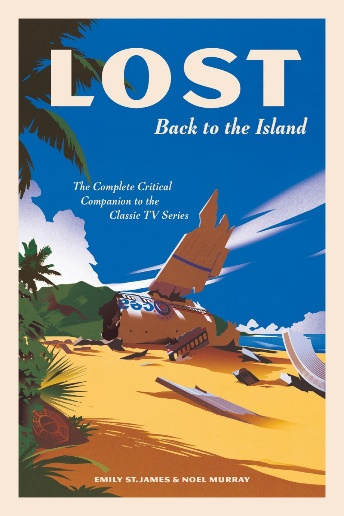 LOST
Back to the Island
The Complete Critical
Companion to the
Classic TV Series
EMILY ST. JAMES & NOEL MURRAY